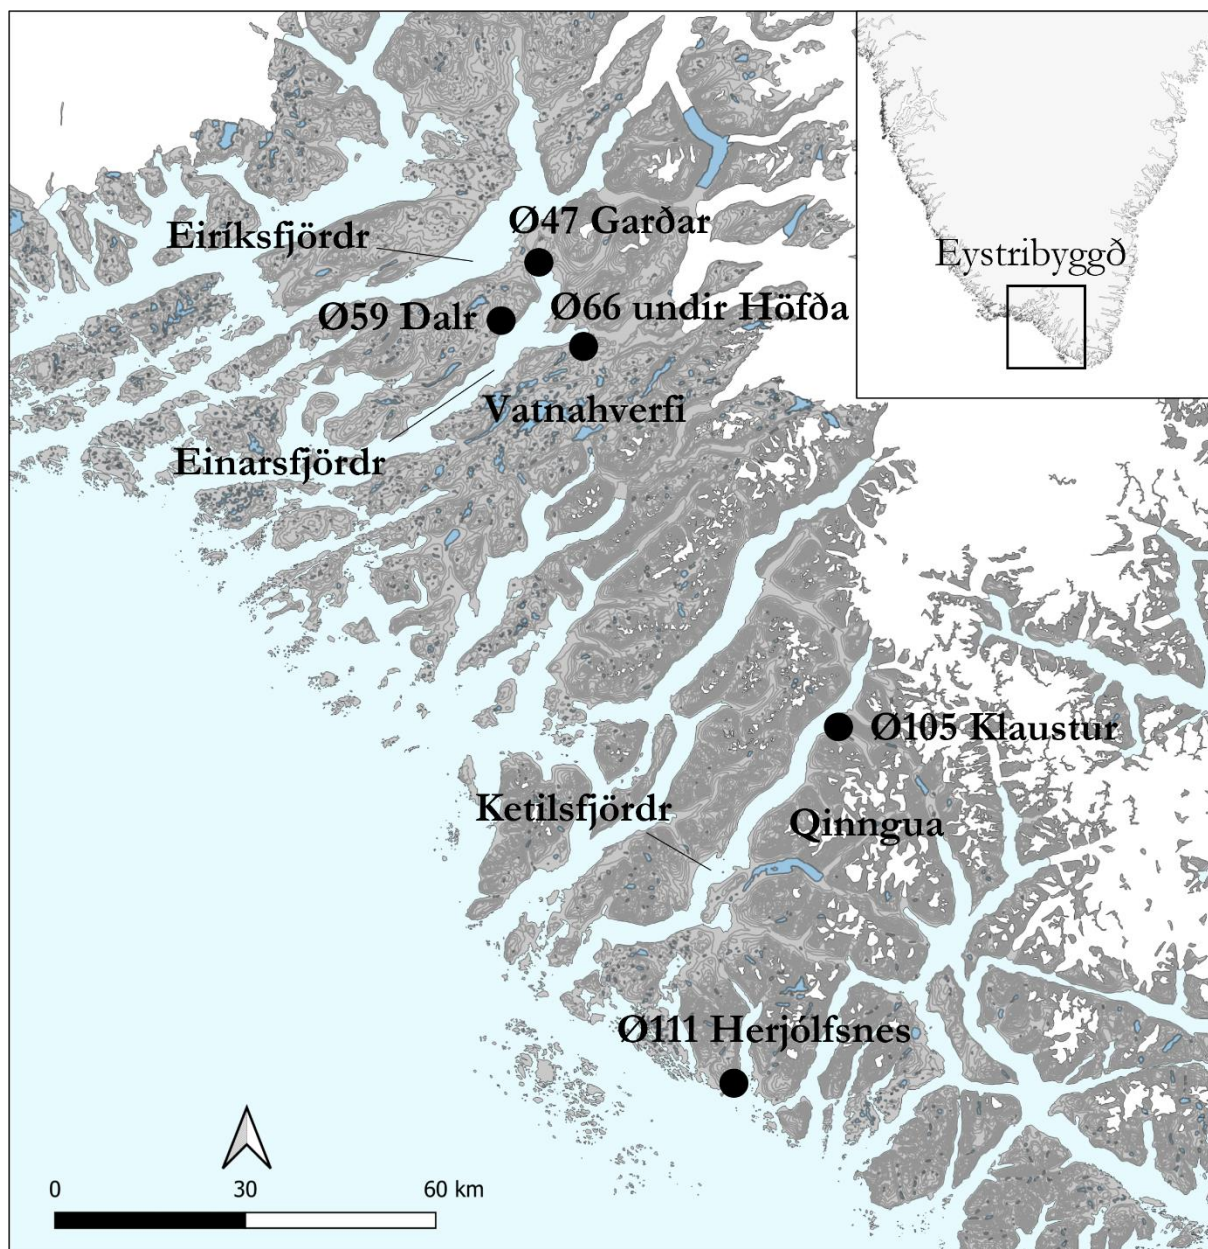 Eystribyggð
Ø47 Garðar
Eiríksfjördr
Ø66 undir Höfða
Ø59 Dalr
Vatnahverfi
Einarsfjördr
Ø105 Klaustur
Ketilsfjördr
Qinngua
Ø111 Herjólfsnes
0 30 60 km